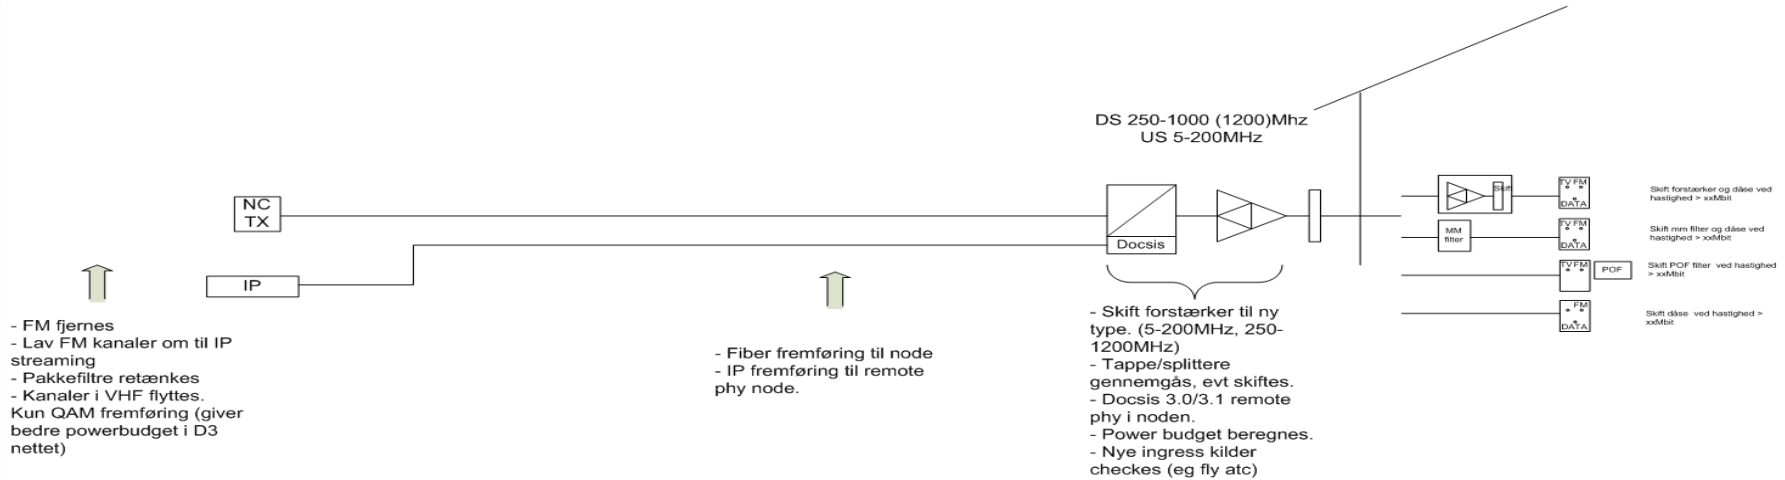 DS 250-1000 (1200)Mhz
US 5-200MHz
NC
TX
IP
Docsis
- FM fjernes
- Lav FM kanaler om til IP
streaming
- Pakkefiltre retænkes
- Kanaler i VHF flyttes.
Kun QAM fremføring (giver
bedre powerbudget i D3
nettet)
- Fiber fremføring til node
- IP fremføring til remote
phy node.
- Skift forstærker til ny
type. (5-200MHz, 250-
1200MHz)
- Tappe/splittere
gennemgås, evt skiftes.
- Docsis 3.0/3.1 remote
phy i noden.
- Power budget beregnes.
- Nye ingress kilder
checkes (eg fly atc)
Skift
TV FM
DATA
Skift forstærker og dåse ved
hastighed > xxMbit
MM
filter
TV FM
DATA
Skift mm filter og dåse ved
hastighed > xxMbit
TV FM
POF
Skift POF filter ved hastighed
> xxMbit
FM
DATA
Skift dåse ved hastighed >
xxMbit